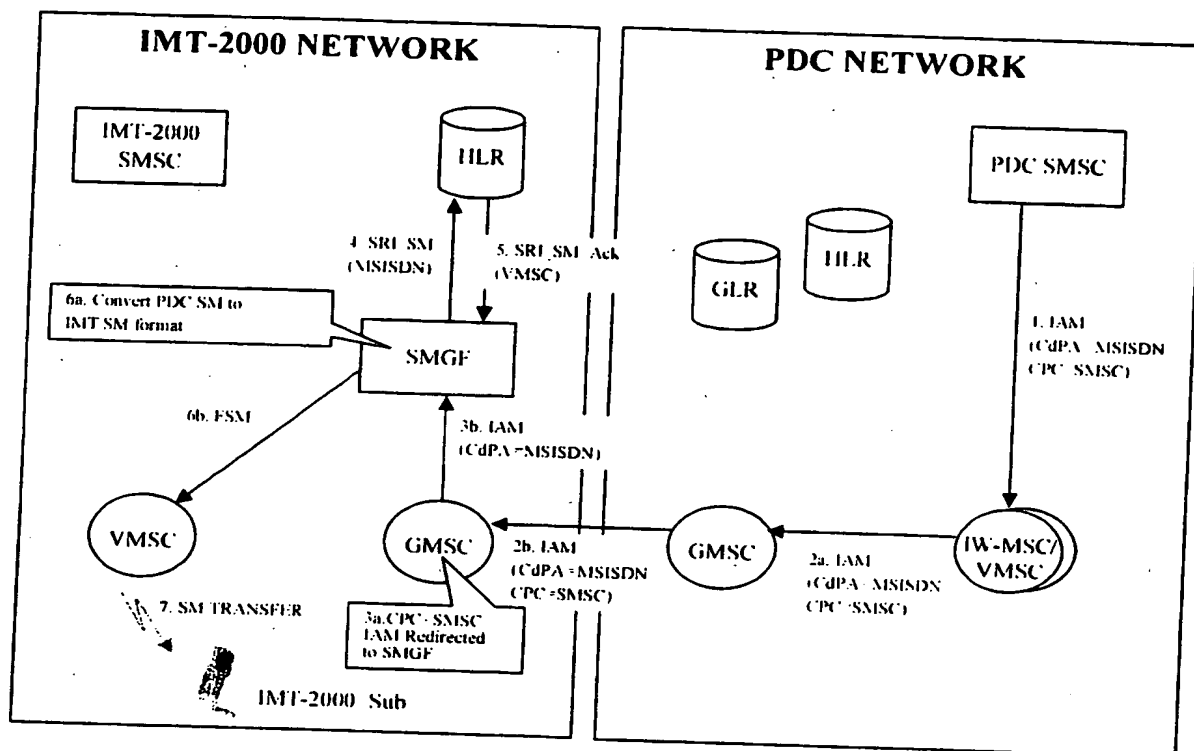 IMT-2000 NETWORK
IMT-2000
SMSC
HLR
4. SRI_SM
(MSISDN)
5. SRI_SM_Ack
(VMSC)
6a. Convert PDC SM to
IMT SM format
SMGF
6b. FSM
3b. IAM
(CdPA=MSISDN)
VMSC
GMSC
2b. IAM
(CdPA=MSISDN
CPC=SMSC)
3a. CPC=SMSC
IAM Redirected
to SMGF
7. SM TRANSFER
IMT-2000 Sub
PDC NETWORK
PDC SMSC
HLR
GLR
1. IAM
(CdPA=MSISDN
CPC=SMSC)
GMSC
2a. IAM
(CdPA=MSISDN
CPC=SMSC)
IW-MSC/
VMSC